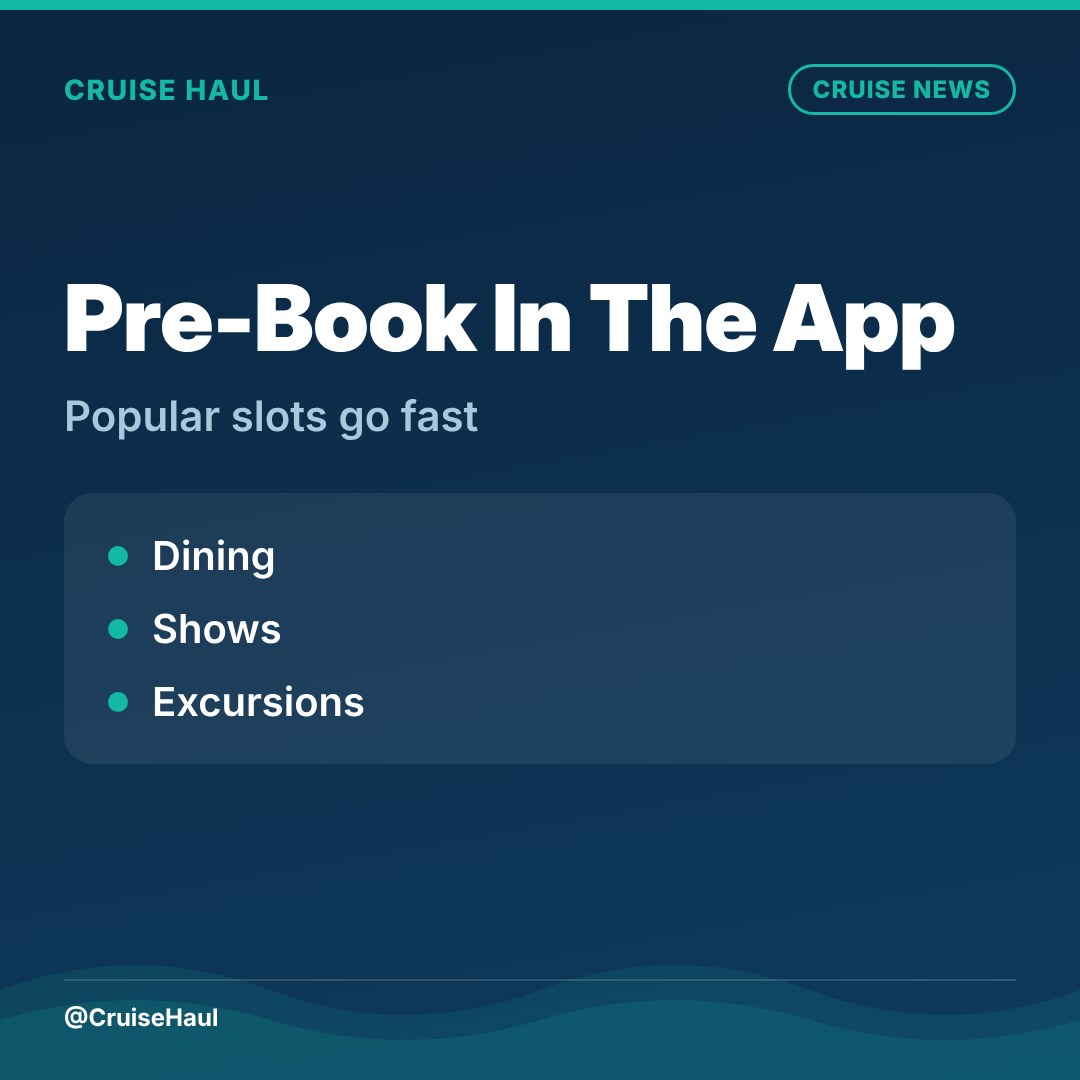 CRUISE HAUL
CRUISE NEWS
Pre-Book In The App
Popular slots go fast
Dining
Shows
Excursions
@CruiseHaul